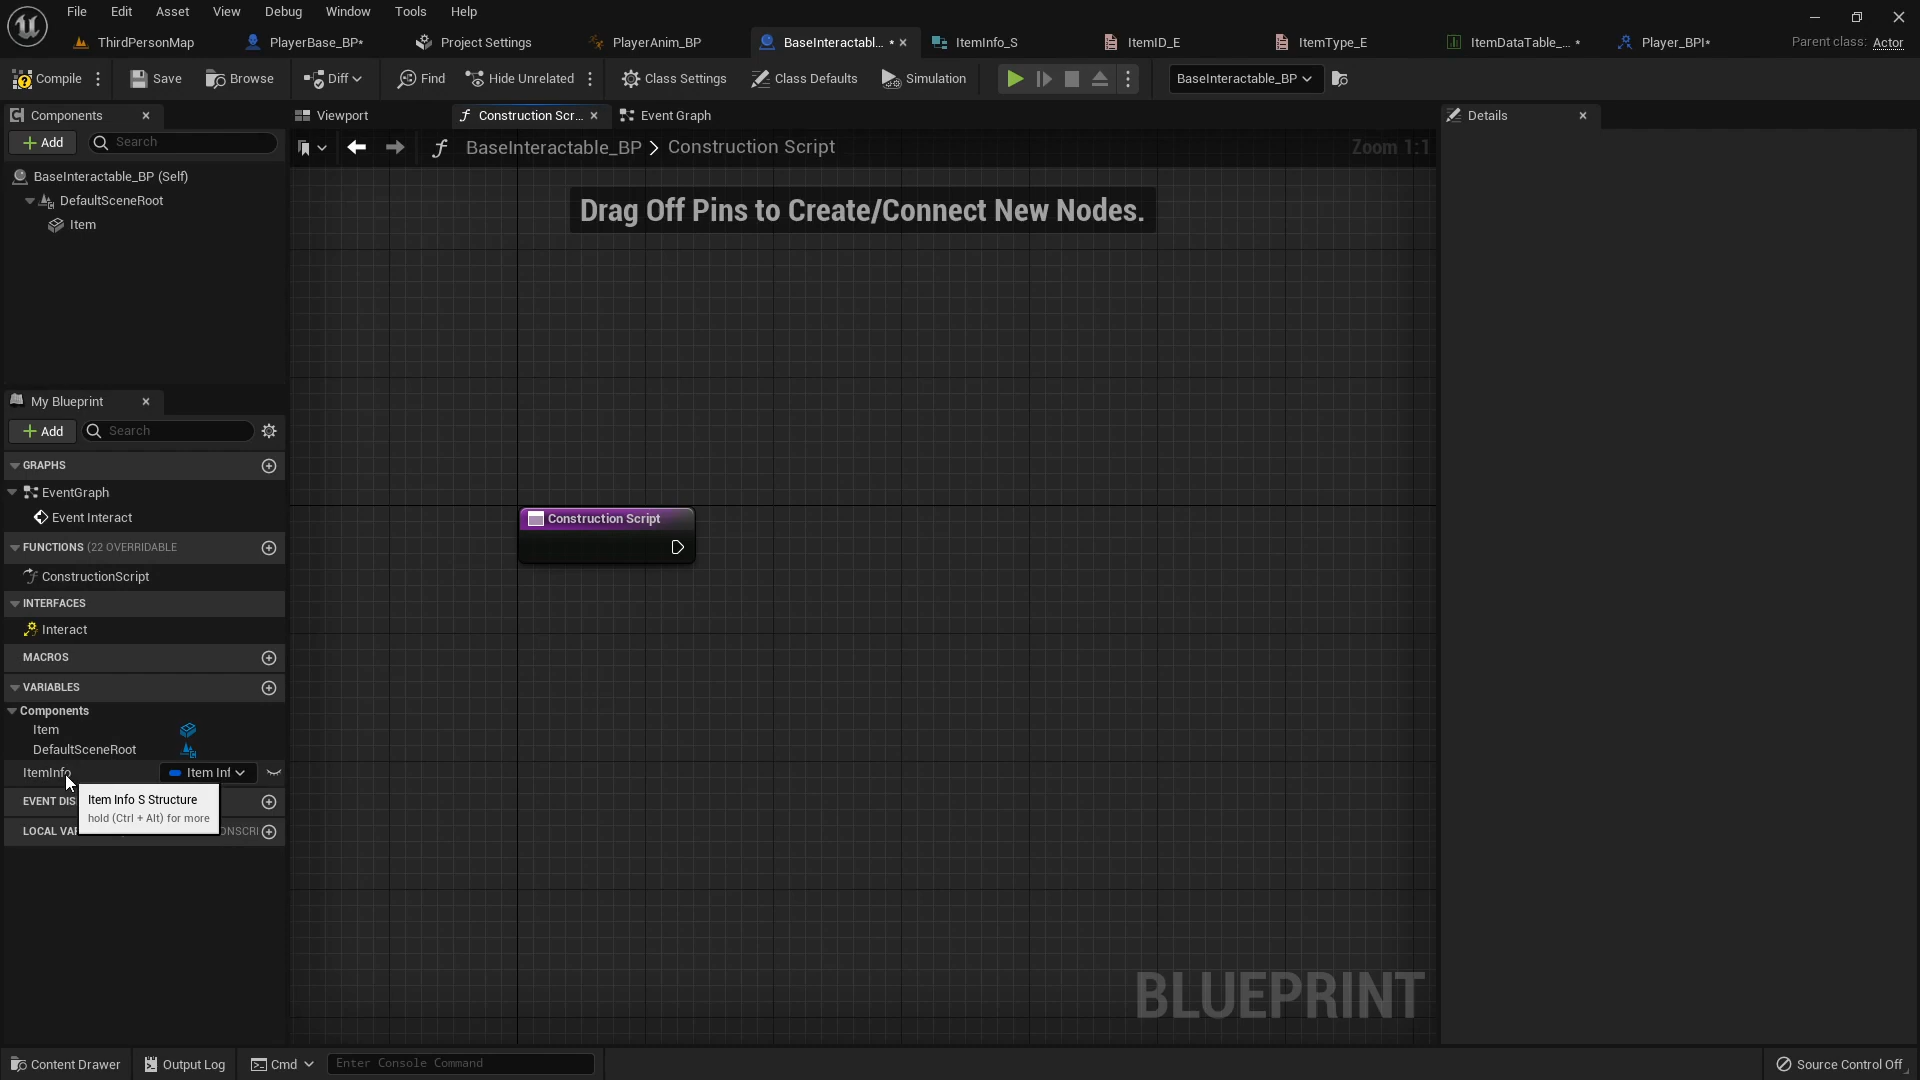 File Edit Asset View Debug Window Tools Help
ThirdPersonMap PlayerBase_BP* Project Settings PlayerAnim_BP BaseInteractabl... * ItemInfo_S ItemID_E ItemType_E ItemDataTable_... * Player_BPI* Parent class: Actor
Compile Save Browse Diff Find Hide Unrelated Class Settings Class Defaults Simulation BaseInteractable_BP
Components Viewport Construction Scr... Event Graph Details
Add Search
BaseInteractable_BP > Construction Script Zoom 1:1
BaseInteractable_BP (Self)
DefaultSceneRoot
Item
Drag Off Pins to Create/Connect New Nodes.
My Blueprint
Add Search
GRAPHS
EventGraph
Event Interact
Construction Script
FUNCTIONS (22 OVERRIDABLE
ConstructionScript
INTERFACES
Interact
MACROS
VARIABLES
Components
Item
DefaultSceneRoot
ItemInfo Item Inf
EVENT DIS
Item Info S Structure
hold (Ctrl + Alt) for more
LOCAL VAR ONSCRI
BLUEPRINT
Content Drawer Output Log Cmd Enter Console Command Source Control Off